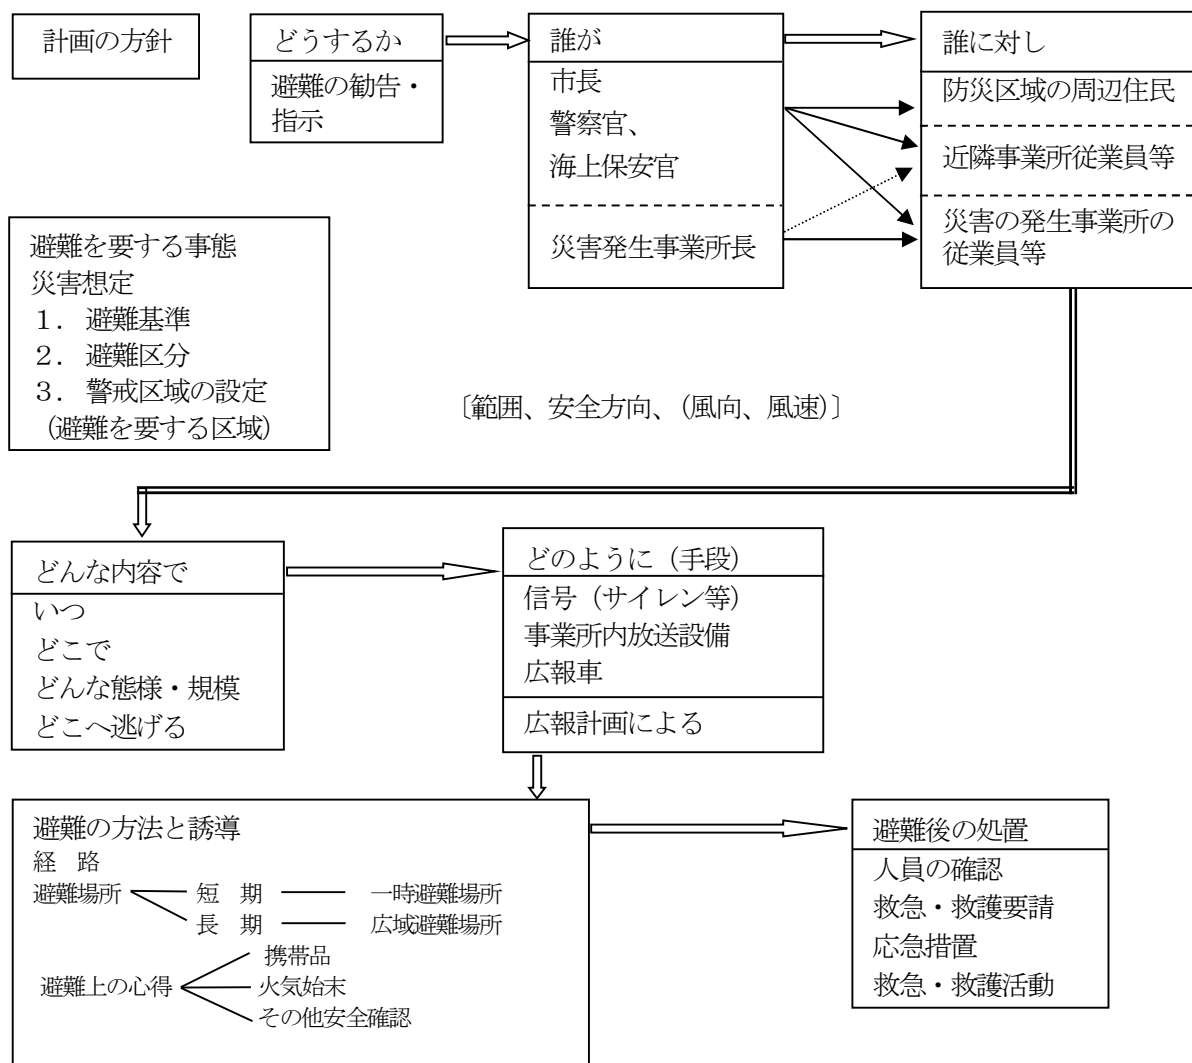 計画の方針
どうするか
避難の勧告・
指示
誰が
市長
警察官、
海上保安官
災害発生事業所長
誰に対し
防災区域の周辺住民
近隣事業所従業員等
災害の発生事業所の
従業員等
避難を要する事態
災害想定
１． 避難基準
２． 避難区分
３． 警戒区域の設定
（避難を要する区域）
〔範囲、安全方向、（風向、風速）〕
どんな内容で
いつ
どこで
どんな態様・規模
どこへ逃げる
どのように（手段）
信号（サイレン等）
事業所内放送設備
広報車
広報計画による
避難の方法と誘導
経　路
避難場所 短　期 一時避難場所
長　期 広域避難場所
携帯品
避難上の心得 火気始末
その他安全確認
避難後の処置
人員の確認
救急・救護要請
応急措置
救急・救護活動